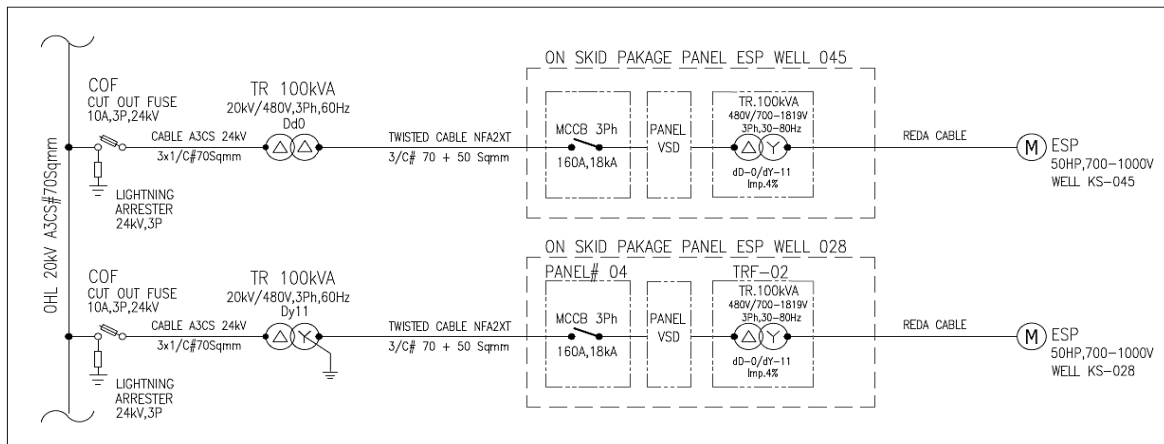 OHL 20kV A3CS#70Sqmm
COF
CUT OUT FUSE
10A,3P,24kV
CABLE A3CS 24kV
3x1/C#70Sqmm
LIGHTNING
ARRESTER
24kV,3P
TR 100kVA
20kV/480V,3Ph,60Hz
Dd0
TWISTED CABLE NFA2XT
3/C# 70 + 50 Sqmm
ON SKID PAKAGE PANEL ESP WELL 045
MCCB 3Ph
160A,18kA
PANEL
VSD
TR.100kVA
480V/700-1819V
3Ph,30-80Hz
dD-0/dY-11
Imp.4%
REDA CABLE
M
ESP
50HP,700-1000V
WELL KS-045
COF
CUT OUT FUSE
10A,3P,24kV
CABLE A3CS 24kV
3x1/C#70Sqmm
LIGHTNING
ARRESTER
24kV,3P
TR 100kVA
20kV/480V,3Ph,60Hz
Dy11
TWISTED CABLE NFA2XT
3/C# 70 + 50 Sqmm
ON SKID PAKAGE PANEL ESP WELL 028
PANEL# 04
MCCB 3Ph
160A,18kA
PANEL
VSD
TRF-02
TR.100kVA
480V/700-1819V
3Ph,30-80Hz
dD-0/dY-11
Imp.4%
REDA CABLE
M
ESP
50HP,700-1000V
WELL KS-028